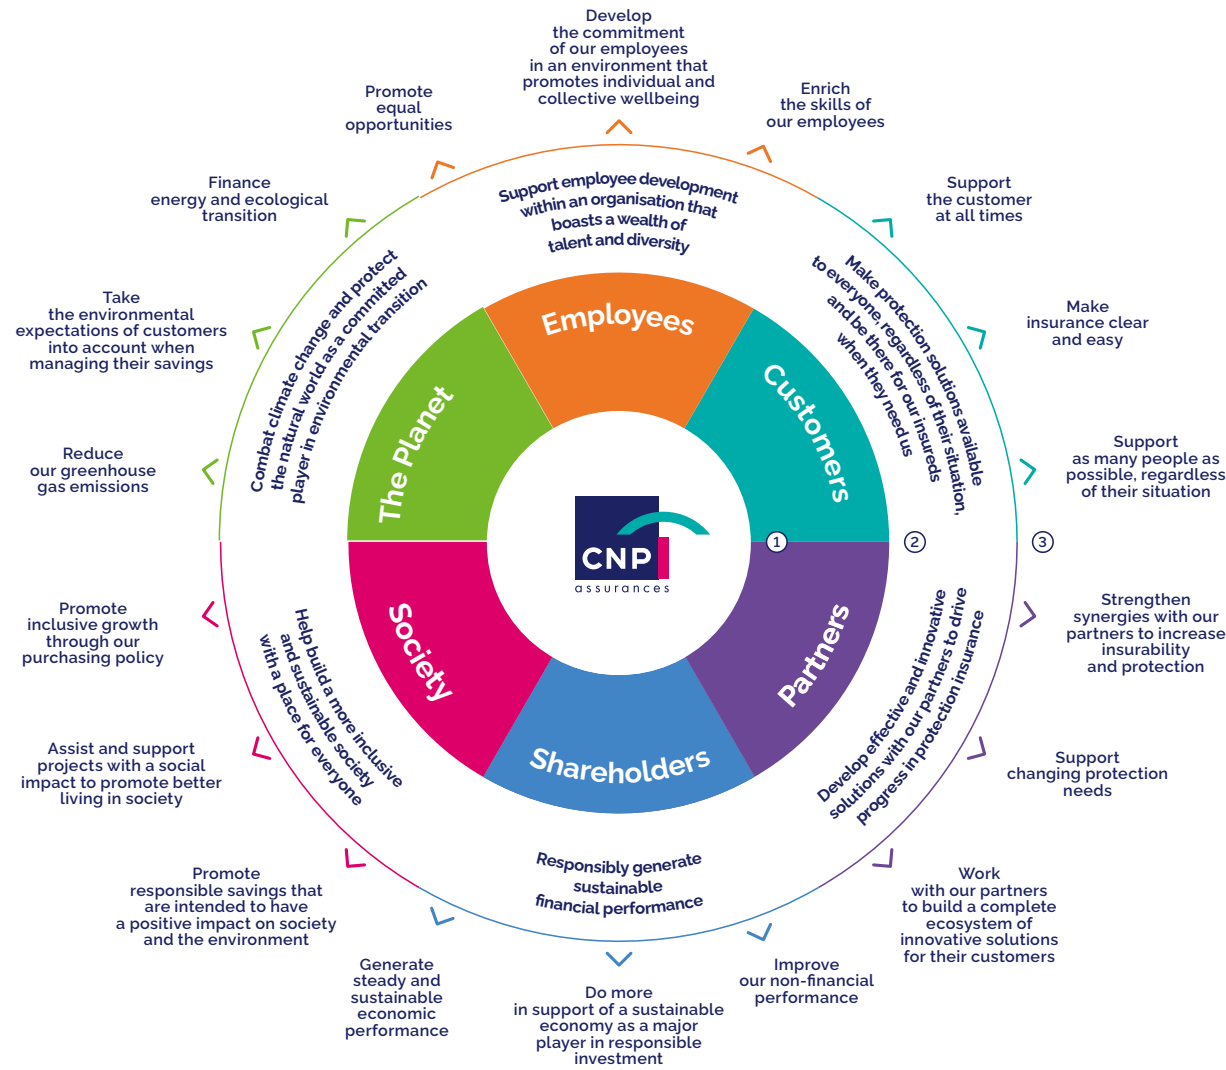 Develop
the commitment
of our employees
in an environment that
promotes individual and
collective wellbeing
Promote
equal
opportunities
Enrich
the skills of
our employees
Finance
energy and ecological
transition
Support
the customer
at all times
Support employee development
within an organisation that
boasts a wealth of
talent and diversity
Take
the environmental
expectations of customers
into account when
managing their savings
Combat climate change and protect
the natural world as a committed
player in environmental transition
Make protection solutions available
to everyone, regardless of their situation,
and be there for our insureds
when they need us
Make
insurance clear
and easy
Employees
The Planet
Customers
Reduce
our greenhouse
gas emissions
Support
as many people as
possible, regardless
of their situation
CNP
assurances
1
2
3
Promote
inclusive growth
through our
purchasing policy
Strengthen
synergies with our
partners to increase
insurability
and protection
Society
Partners
Shareholders
Help build a more inclusive
and sustainable society
with a place for everyone
Develop effective and innovative
solutions with our partners to drive
progress in protection insurance
Assist and support
projects with a social
impact to promote better
living in society
Support
changing protection
needs
Responsibly generate
sustainable
financial performance
Promote
responsible savings that
are intended to have
a positive impact on society
and the environment
Work
with our partners
to build a complete
ecosystem of
innovative solutions
for their customers
Generate
steady and
sustainable
economic
performance
Do more
in support of a sustainable
economy as a major
player in responsible
investment
Improve
our non-financial
performance